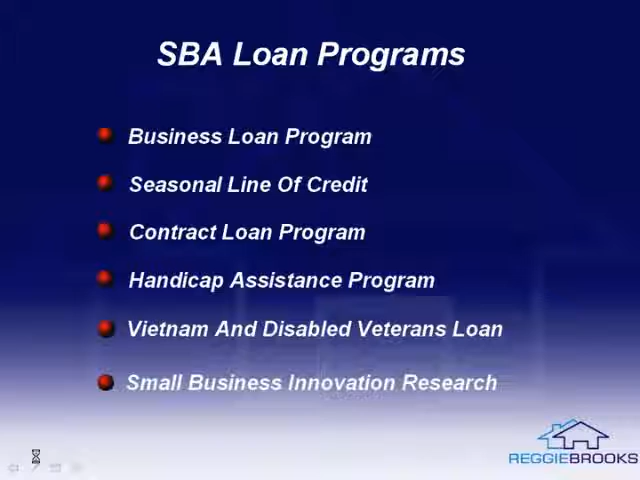 SBA Loan Programs
Business Loan Program
Seasonal Line Of Credit
Contract Loan Program
Handicap Assistance Program
Vietnam And Disabled Veterans Loan
Small Business Innovation Research
REGGIEBROOKS